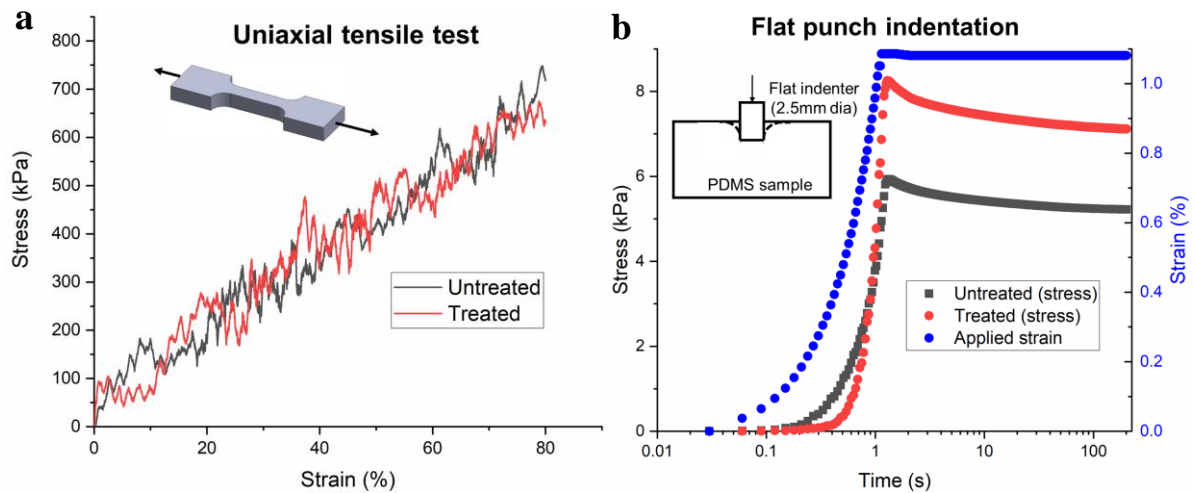 a
Uniaxial tensile test
800
700
600
500
400
300
200
100
0
Stress (kPa)
0
20
40
60
80
Strain (%)
Untreated
Treated
b
Flat punch indentation
8
6
4
2
0
Stress (kPa)
Flat indenter
(2.5mm dia)
PDMS sample
Untreated (stress)
Treated (stress)
Applied strain
0.01
0.1
1
10
100
Time (s)
1.0
0.8
0.6
0.4
0.2
0.0
Strain (%)